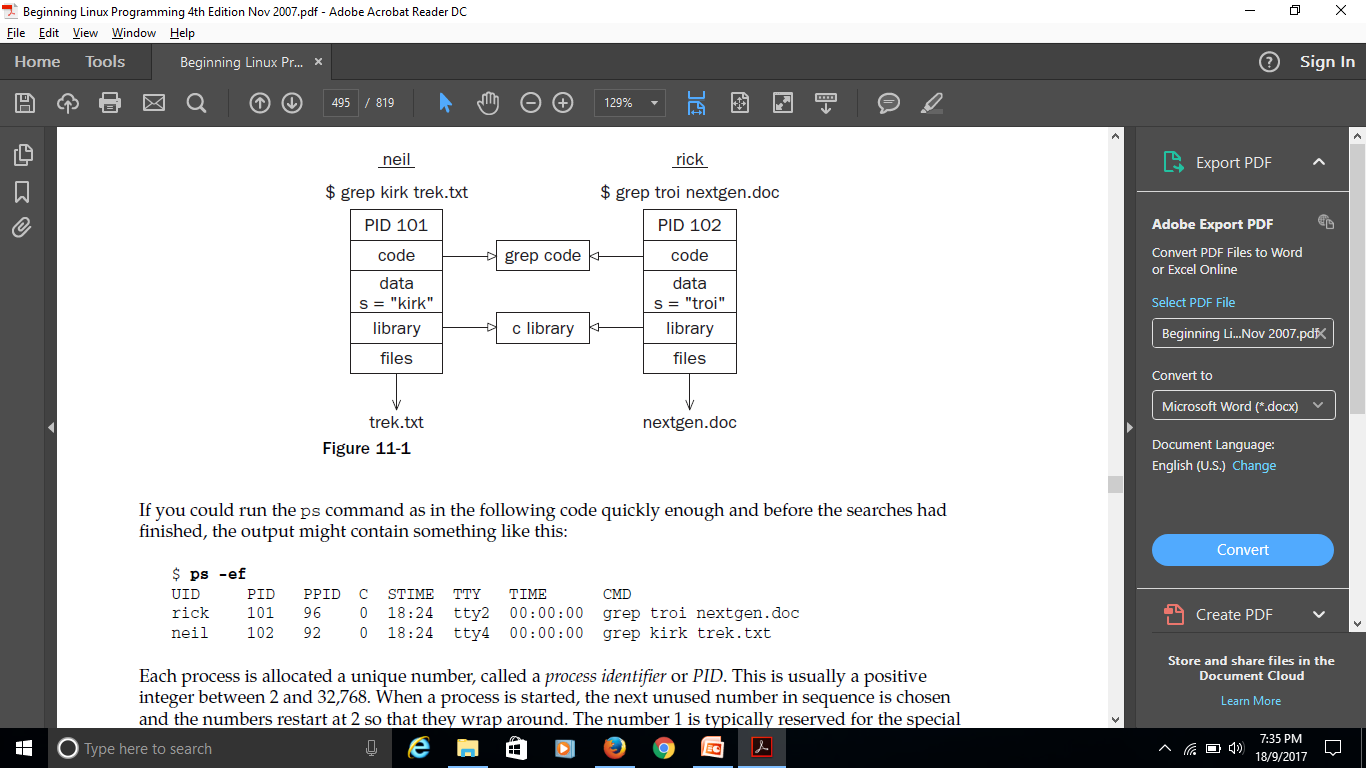 Beginning Linux Programming 4th Edition Nov 2007.pdf - Adobe Acrobat Reader DC
File Edit View Window Help
Home Tools Beginning Linux Pr... × ? Sign In
495 / 819 129%
neil rick
$ grep kirk trek.txt $ grep troi nextgen.doc
PID 101 PID 102
code grep code code
data data
s = "kirk" s = "troi"
library c library library
files files
trek.txt nextgen.doc
Figure 11-1
If you could run the ps command as in the following code quickly enough and before the searches had
finished, the output might contain something like this:
$ ps -ef
UID PID PPID C STIME TTY TIME CMD
rick 101 96 0 18:24 tty2 00:00:00 grep troi nextgen.doc
neil 102 92 0 18:24 tty4 00:00:00 grep kirk trek.txt
Each process is allocated a unique number, called a process identifier or PID. This is usually a positive
integer between 2 and 32,768. When a process is started, the next unused number in sequence is chosen
and the numbers restart at 2 so that they wrap around. The number 1 is typically reserved for the special
Export PDF
Adobe Export PDF
Convert PDF Files to Word
or Excel Online
Select PDF File
Beginning Li...Nov 2007.pdf
Convert to
Microsoft Word (*.docx)
Document Language:
English (U.S.) Change
Convert
Create PDF
Store and share files in the
Document Cloud
Learn More
Type here to search
7:35 PM
18/9/2017